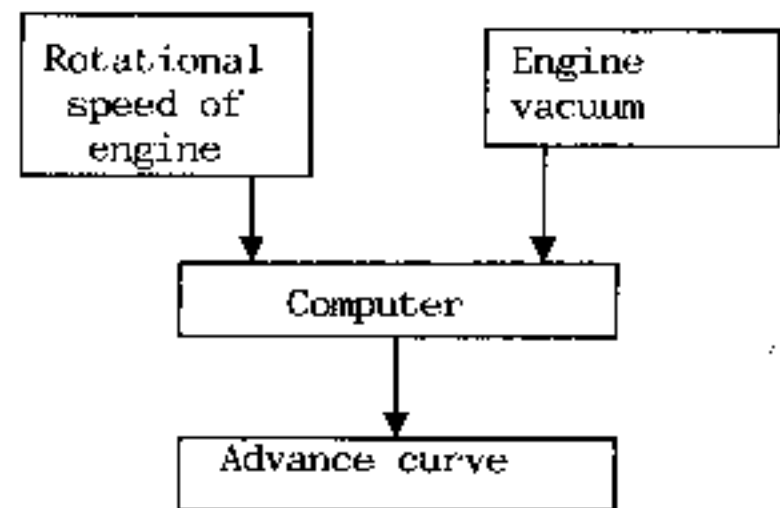 Rotational
speed of
engine
Engine
vacuum
Computer
Advance curve